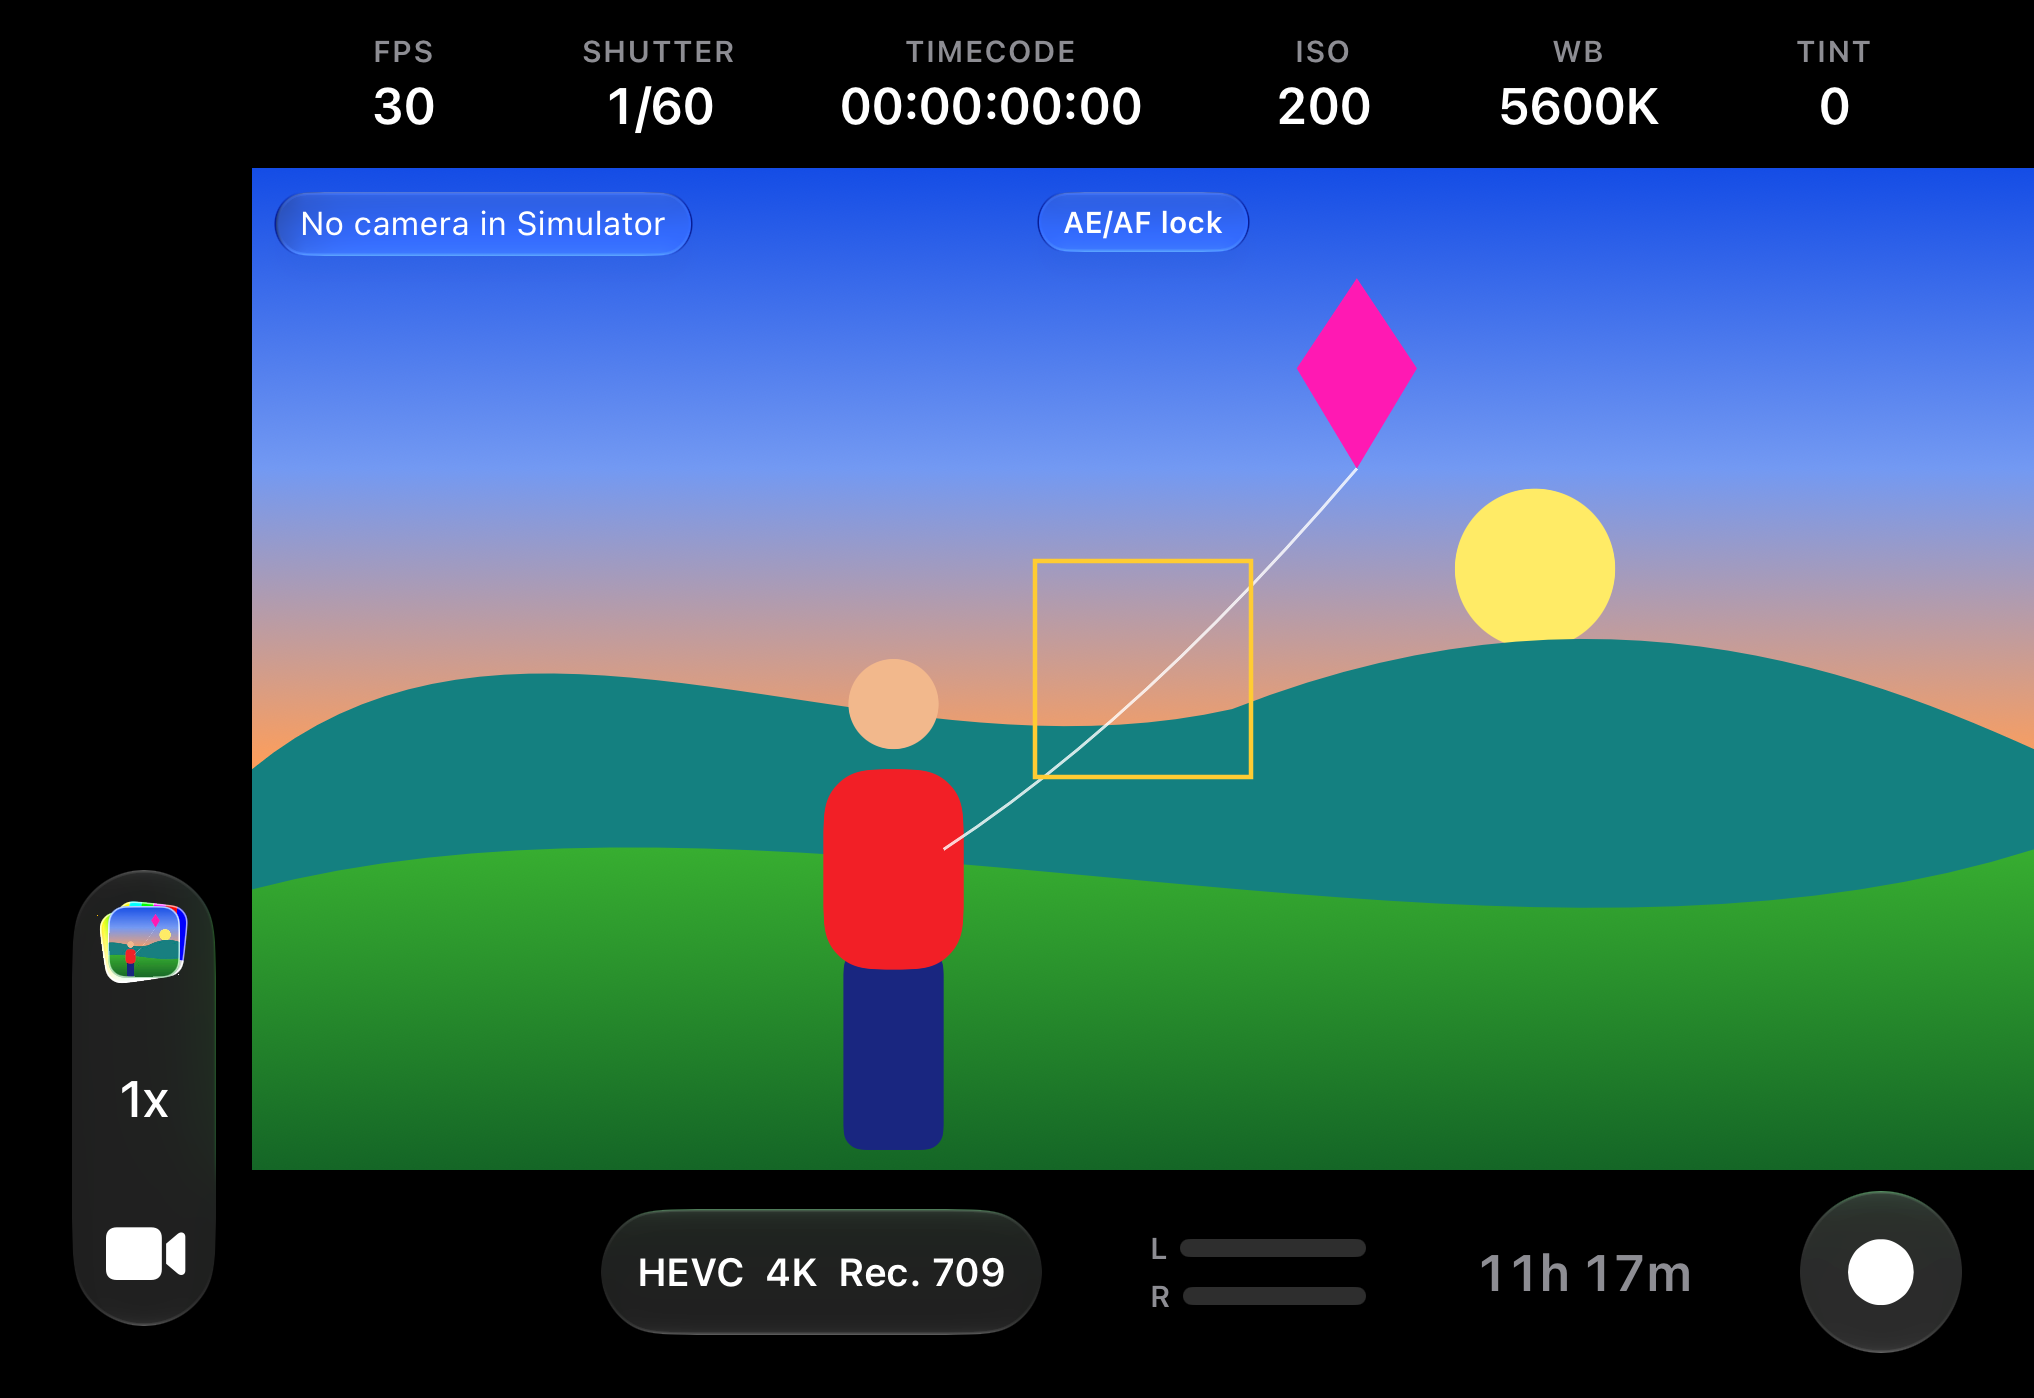 FPS SHUTTER TIMECODE ISO WB TINT
30 1/60 00:00:00:00 200 5600K 0
No camera in Simulator AE/AF lock
1x
HEVC 4K Rec. 709
L
R
11h 17m